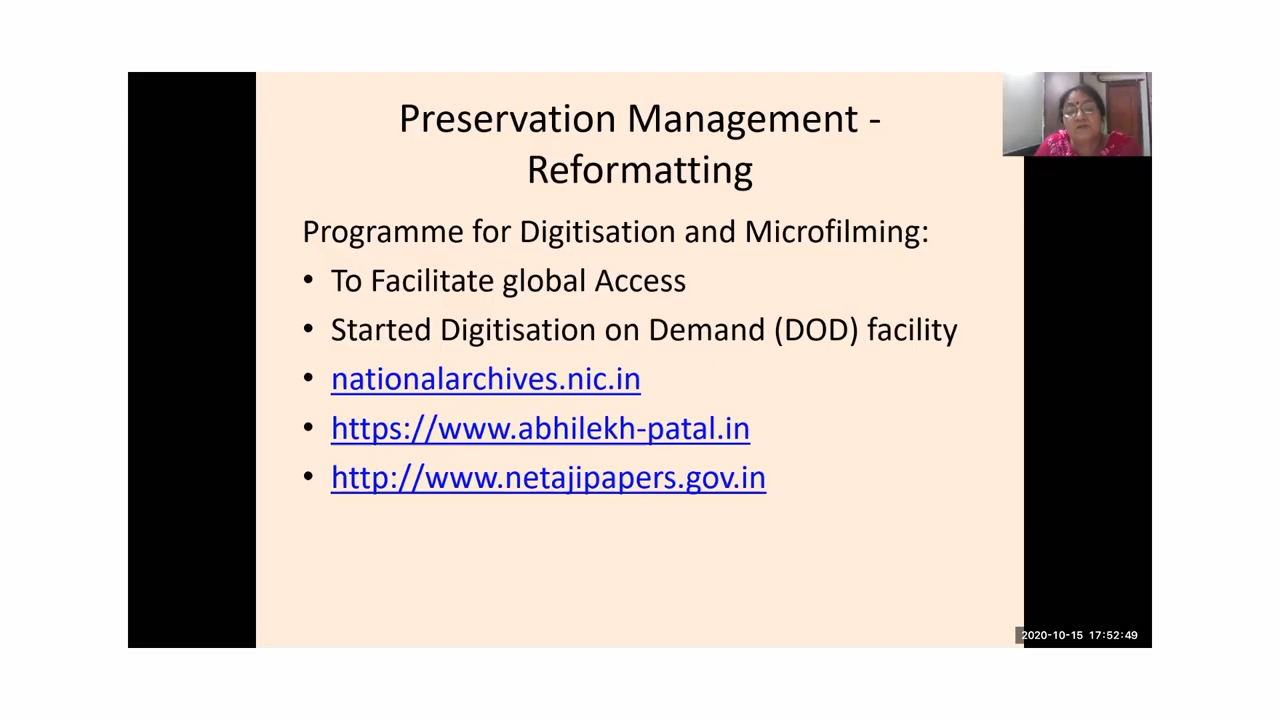 Preservation Management -
Reformatting
Programme for Digitisation and Microfilming:
• To Facilitate global Access
• Started Digitisation on Demand (DOD) facility
• nationalarchives.nic.in
• https://www.abhilekh-patal.in
• http://www.netajipapers.gov.in
2020-10-15 17:52:49